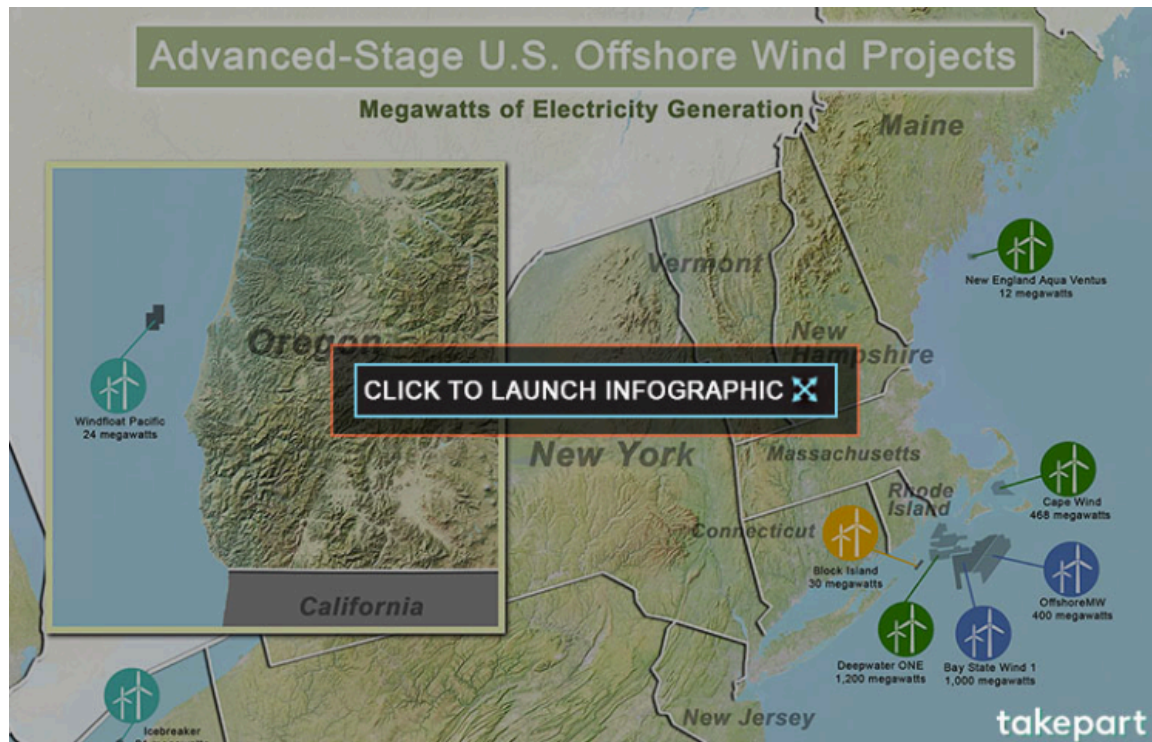 Advanced-Stage U.S. Offshore Wind Projects
Megawatts of Electricity Generation
Maine
Vermont
New England Aqua Ventus
12 megawatts
New
Hampshire
Oregon
CLICK TO LAUNCH INFOGRAPHIC
Windfloat Pacific
24 megawatts
New York
Massachusetts
Rhode
Island
Cape Wind
468 megawatts
Connecticut
Block Island
30 megawatts
OffshoreMW
400 megawatts
California
Deepwater ONE
1,200 megawatts
Bay State Wind 1
1,000 megawatts
New Jersey
Icebreaker
takepart